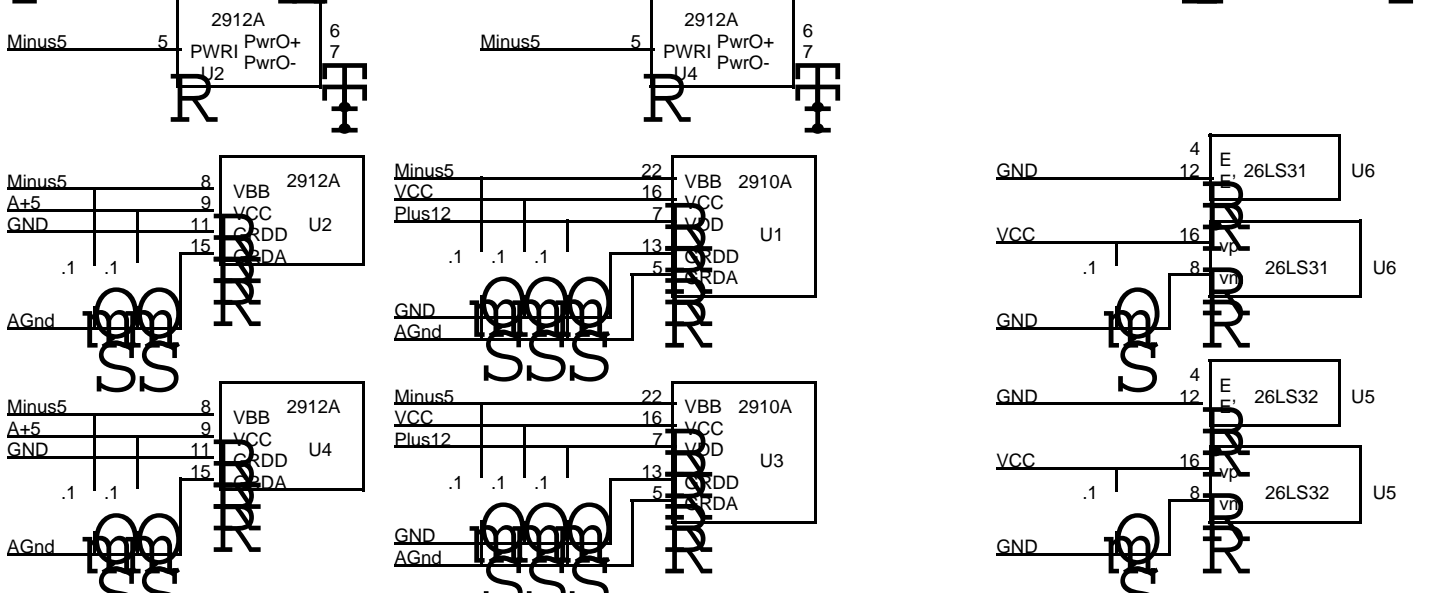 2912A 2912A
Minus5 5 PWRI PwrO+ 6 Minus5 5 PWRI PwrO+ 6
PwrO- 7 PwrO- 7
U2 U4
R T R T
T T
4
GND 12 E E, 26LS31 U6
Minus5 8 VBB 2912A Minus5 22 VBB 2910A
A+5 9 VCC VCC 16 VCC
GND 11 GRDD U2 Plus12 7 VDD U1
15 GRDA 13 GRDD
5 GRDA
VCC 16 vp
.1 .1 .1 .1 .1 .1 8 vn 26LS31 U6
GND
AGnd AGnd GND
m m m m m m
S S S S S S
R R R
4
GND 12 E E, 26LS32 U5
Minus5 8 VBB 2912A Minus5 22 VBB 2910A
A+5 9 VCC VCC 16 VCC
GND 11 GRDD U4 Plus12 7 VDD U3
15 GRDA 13 GRDD
5 GRDA
VCC 16 vp
.1 .1 .1 .1 .1 .1 8 vn 26LS32 U5
GND
AGnd AGnd GND
m m m m m m
S S S S S S
R R R